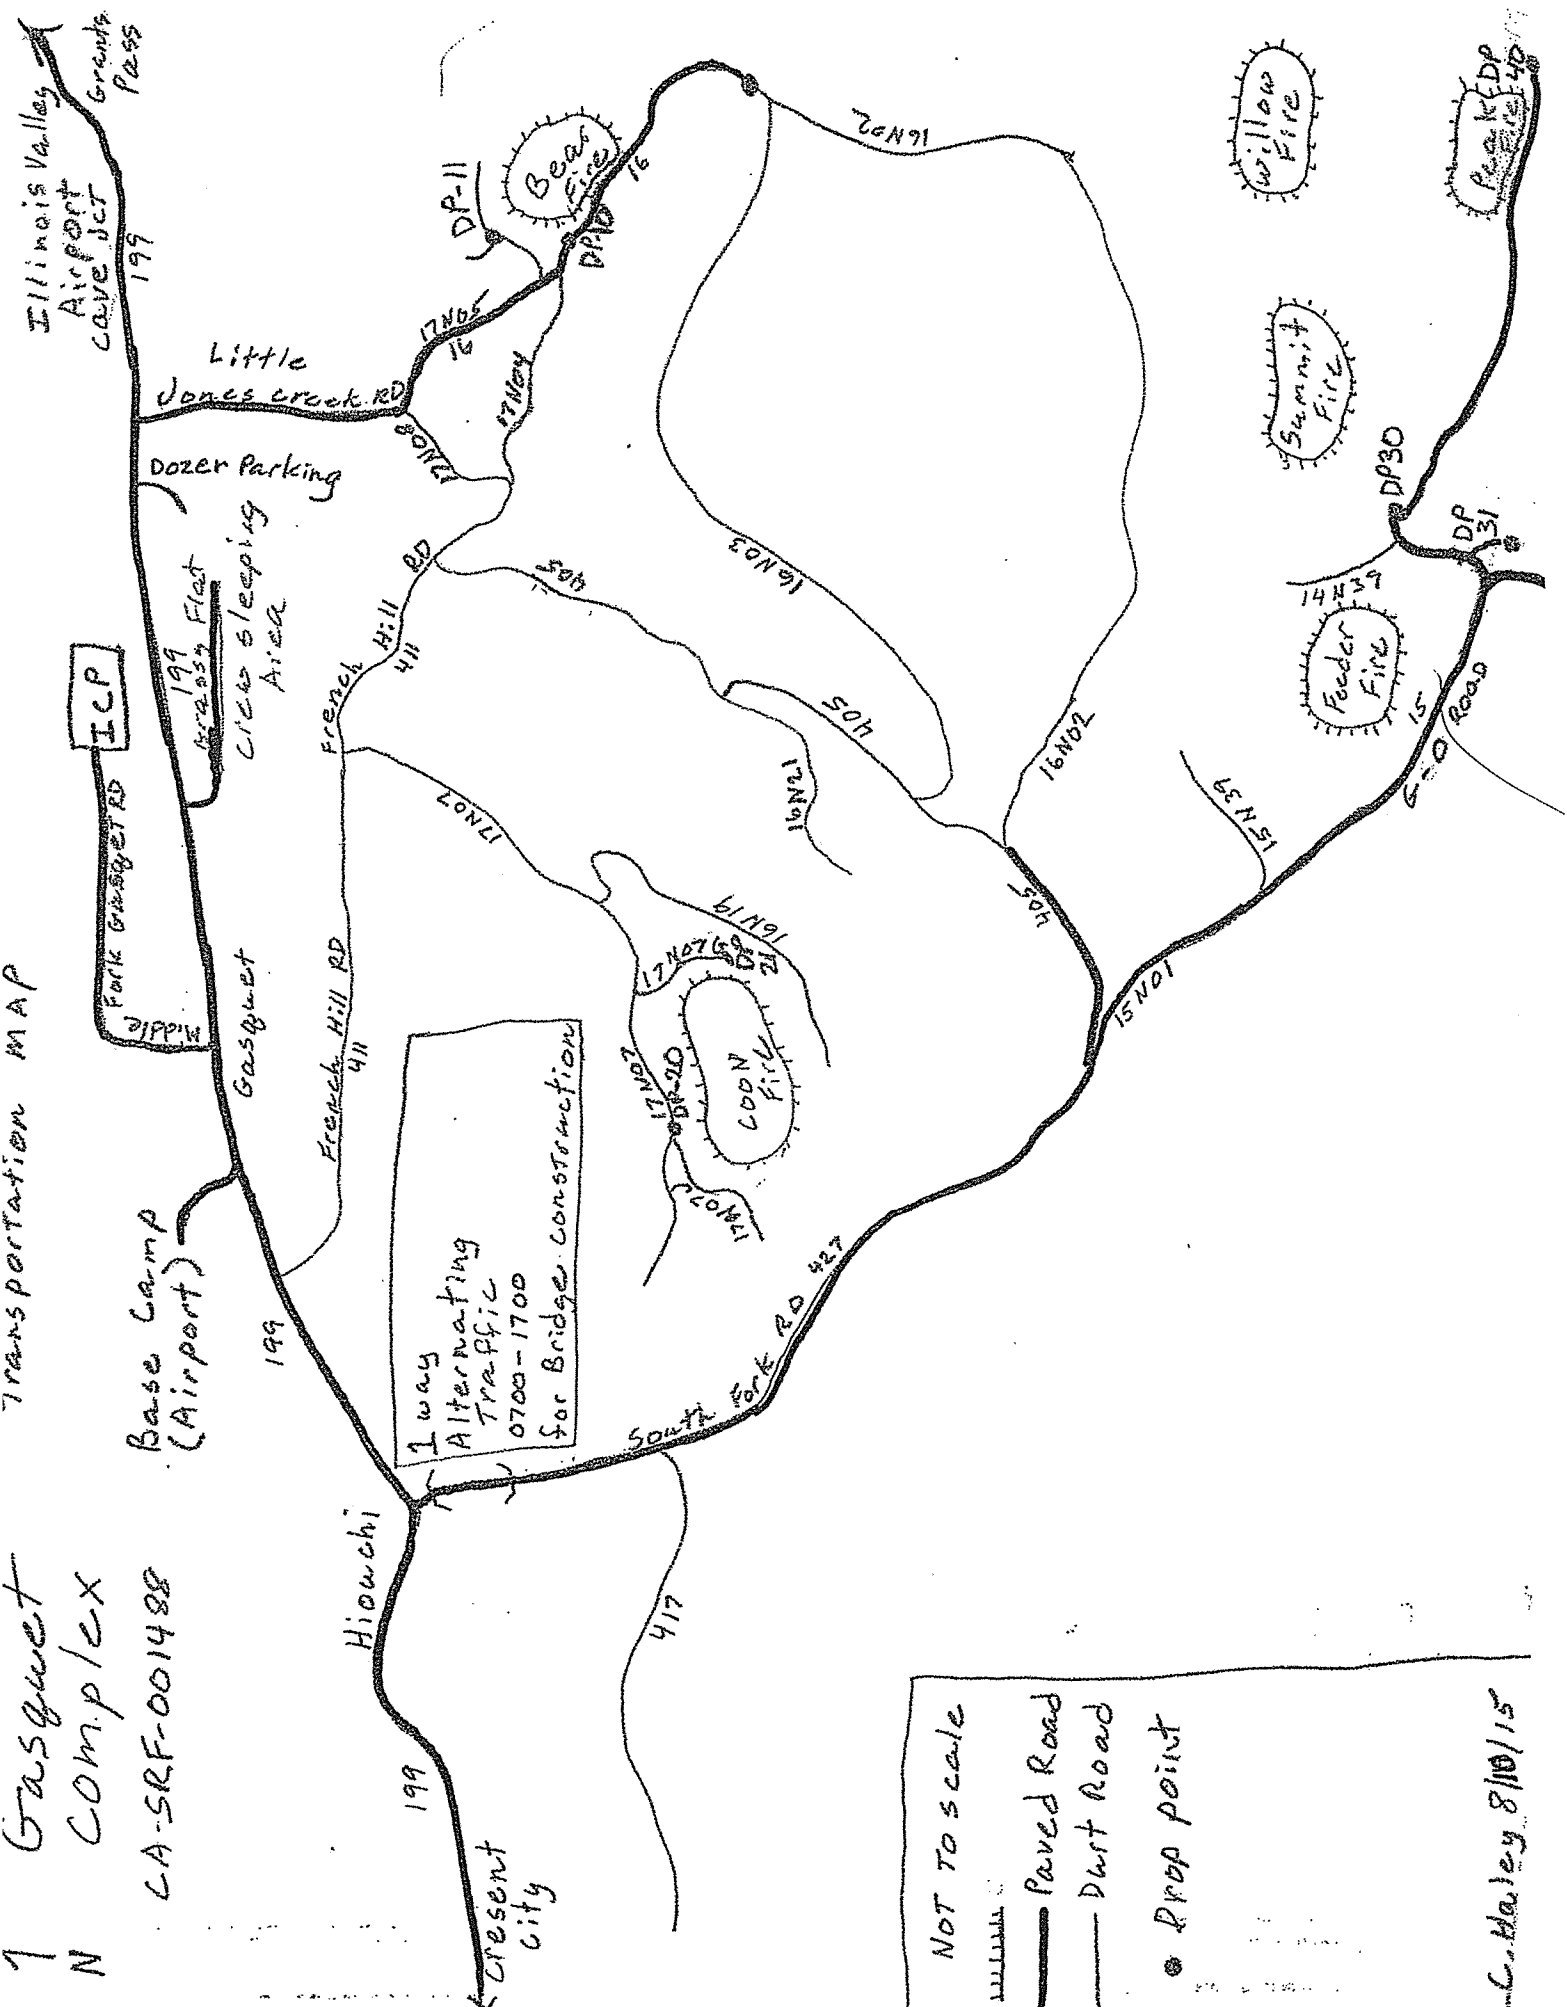 Gasquet
Complex
CA-SRF-001488
Transportation MAP
N
Illinois Valley
Airport
Cave JCT
Grants
Pass
199
ICP
Middle
Fork Gasquet RD
199
Grassy Flat
Crew Sleeping
Area
Dozer Parking
Little
Jones Creek RD
Base Camp
(Airport)
Gasquet
199
Hiouchi
199
Cresent
City
French Hill RD
411
French Hill RD
411
17N08
17N05
16
17N04
DP-11
DP-10
Bear
Fire
16
16N02
16N03
405
405
16N21
17N07
16N19
17N07G
DP
21
17N07
DP-20
17N07J
Coon
Fire
1 way
Alternating
Traffic
0700-1700
for Bridge construction
South Fork RD 427
417
405
16N02
15N01
15N39
G-O ROAD
15
Feeder
Fire
14N39
DP
31
DP30
Summit
Fire
Willow
Fire
Peak
Fire
DP
40
NOT TO scale
Paved Road
Durt Road
Drop point
C. Haley 8/10/15